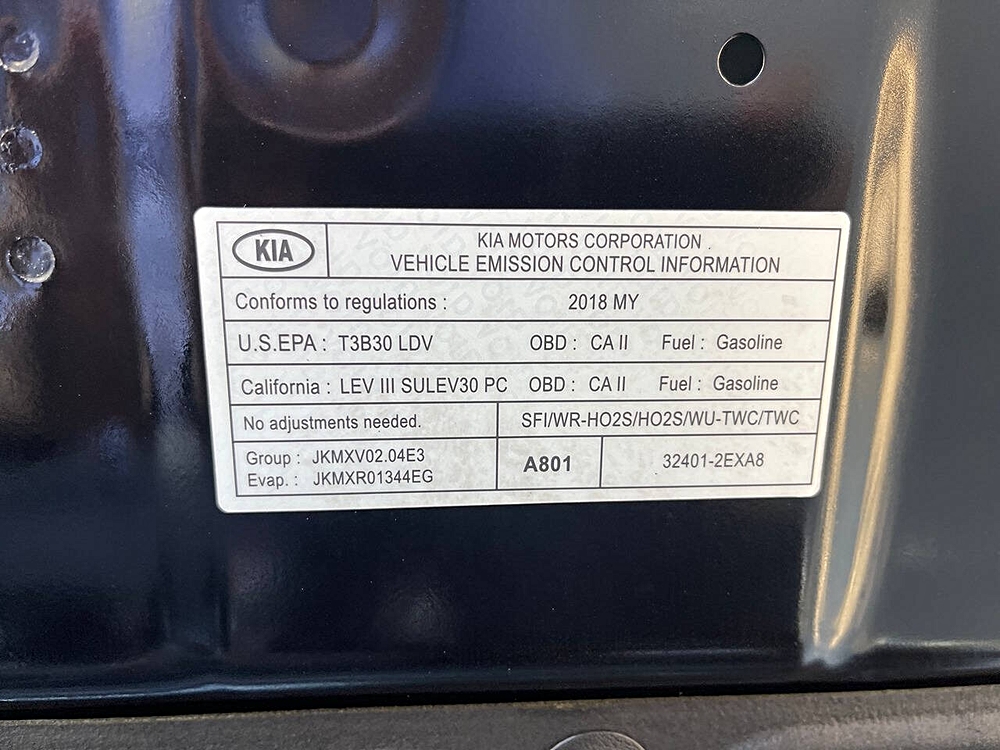 KIA
KIA MOTORS CORPORATION .
VEHICLE EMISSION CONTROL INFORMATION
Conforms to regulations : 2018 MY
U.S.EPA : T3B30 LDV OBD : CA II Fuel : Gasoline
California : LEV III SULEV30 PC OBD : CA II Fuel : Gasoline
No adjustments needed. SFI/WR-HO2S/HO2S/WU-TWC/TWC
Group : JKMXV02.04E3
Evap. : JKMXR01344EG
A801
32401-2EXA8